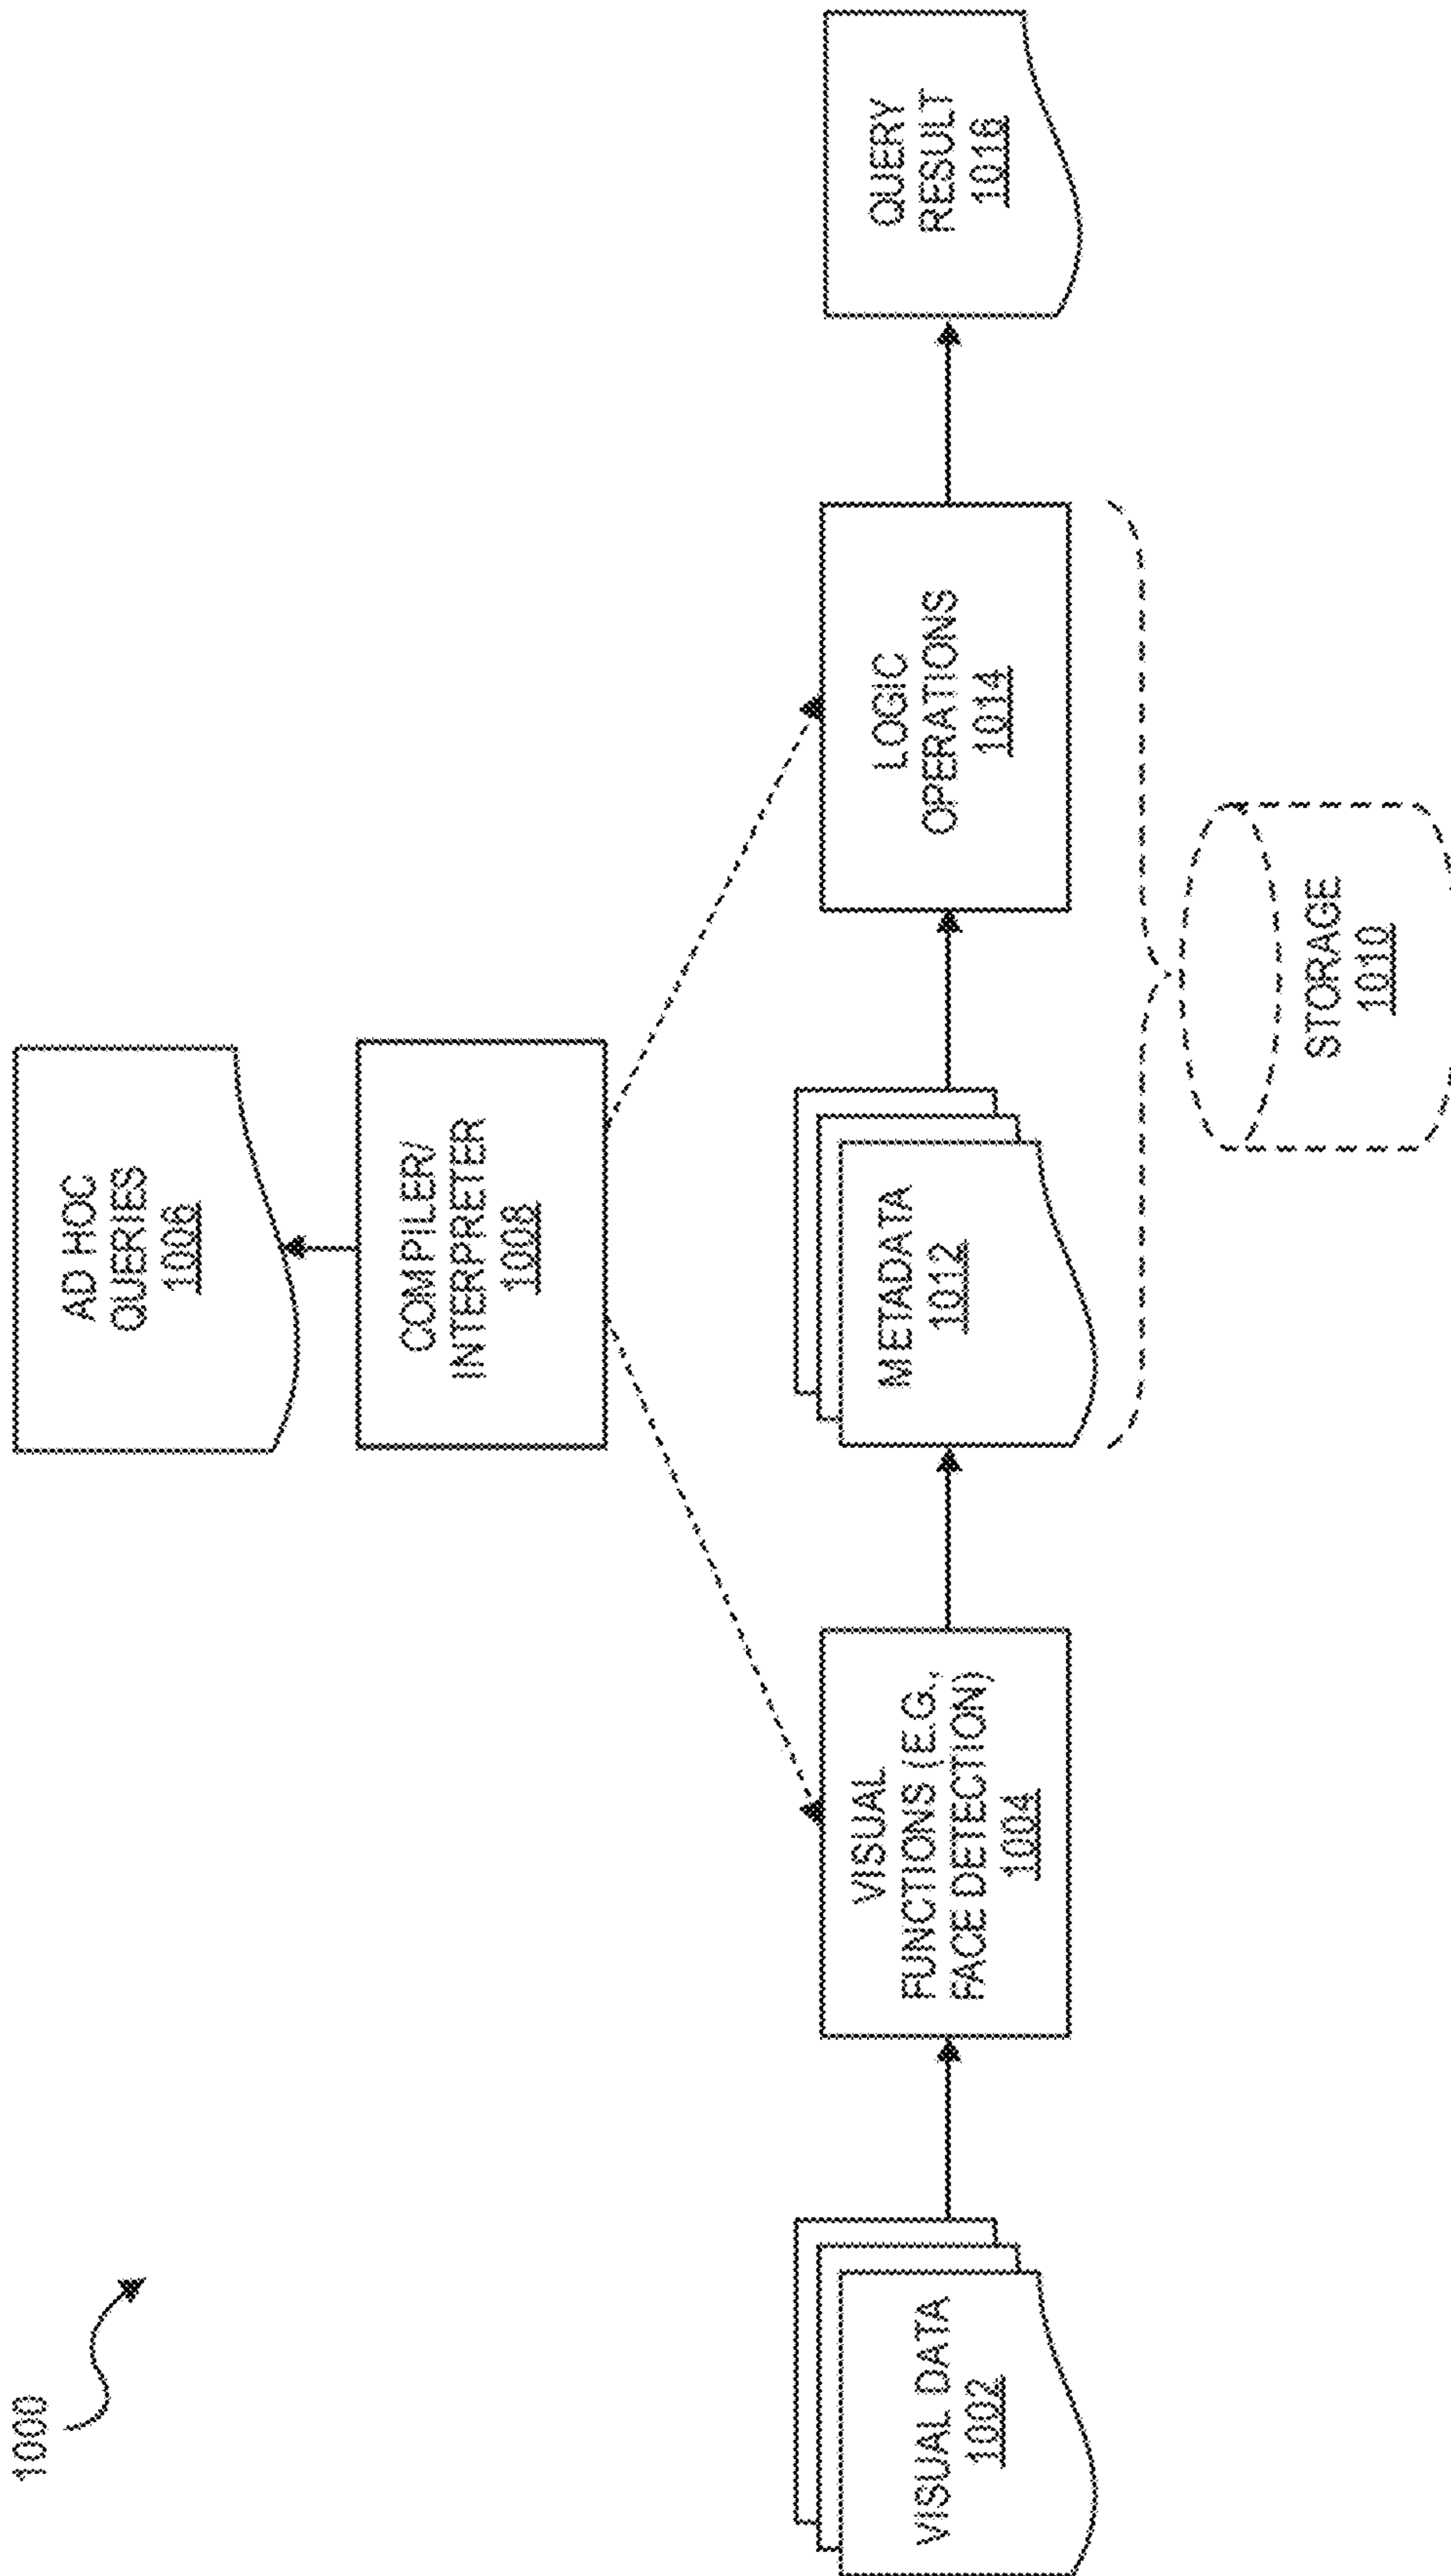 1000
AD HOC
QUERIES
1006
COMPILER/
INTERPRETER
1008
VISUAL DATA
1002
VISUAL
FUNCTIONS (E.G.,
FACE DETECTION)
1004
METADATA
1012
LOGIC
OPERATIONS
1014
QUERY
RESULT
1016
STORAGE
1010